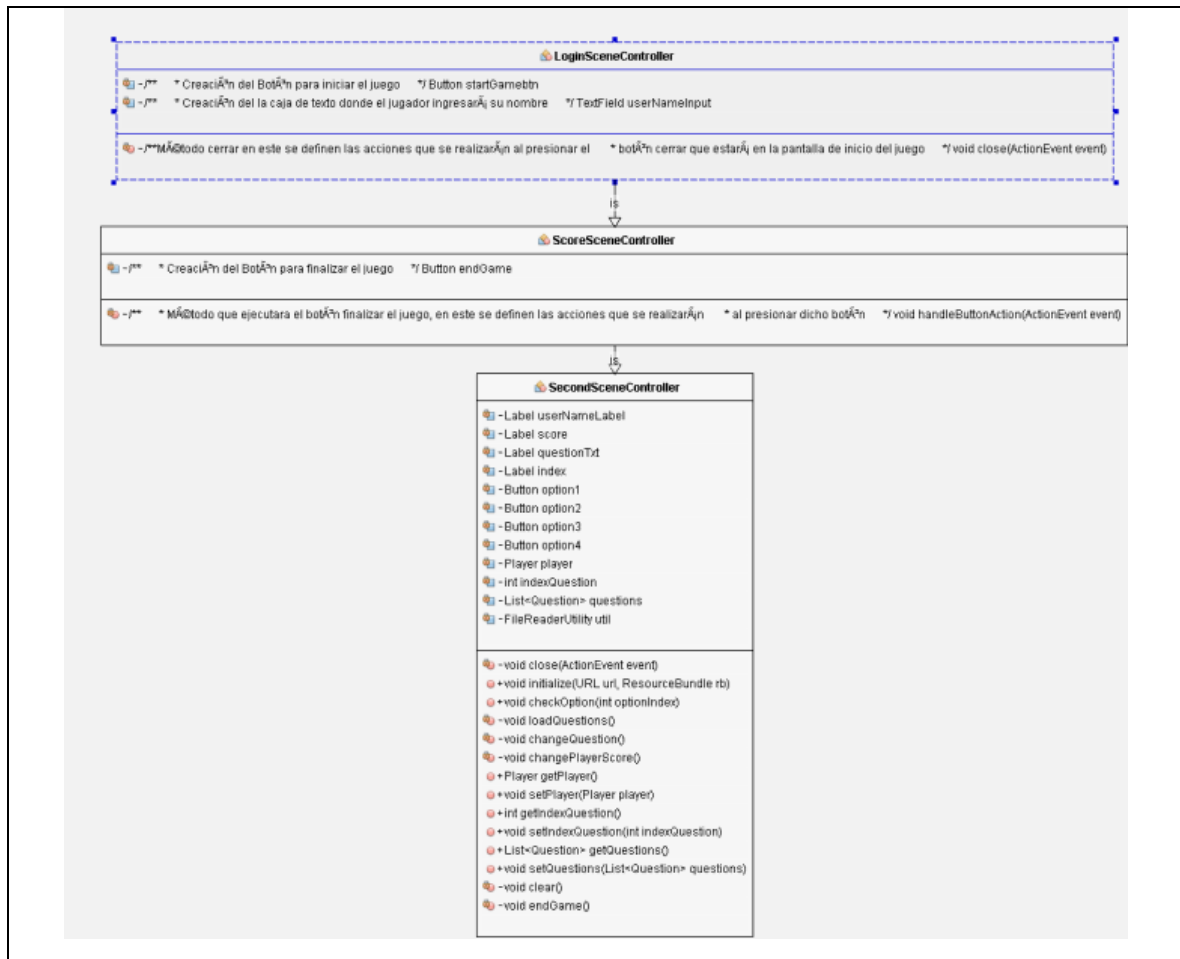 LoginSceneController
-/** * CreaciÃ³n del BotÃ³n para iniciar el juego */ Button startGamebtn
-/** * CreaciÃ³n del la caja de texto donde el jugador ingresarÃ¡ su nombre */ TextField userNameInput
-/**MÃ©todo cerrar en este se definen las acciones que se realizarÃ¡n al presionar el * botÃ³n cerrar que estarÃ¡ en la pantalla de inicio del juego */ void close(ActionEvent event)
is
ScoreSceneController
-/** * CreaciÃ³n del BotÃ³n para finalizar el juego */ Button endGame
-/** * MÃ©todo que ejecutara el botÃ³n finalizar el juego, en este se definen las acciones que se realizarÃ¡n * al presionar dicho botÃ³n */ void handleButtonAction(ActionEvent event)
is
SecondSceneController
-Label userNameLabel
-Label score
-Label questionTxt
-Label index
-Button option1
-Button option2
-Button option3
-Button option4
-Player player
-int indexQuestion
-List<Question> questions
-FileReaderUtility util
-void close(ActionEvent event)
+void initialize(URL url, ResourceBundle rb)
+void checkOption(int optionIndex)
-void loadQuestions()
-void changeQuestion()
-void changePlayerScore()
+Player getPlayer()
+void setPlayer(Player player)
+int getIndexQuestion()
+void setIndexQuestion(int indexQuestion)
+List<Question> getQuestions()
+void setQuestions(List<Question> questions)
-void clear()
-void endGame()